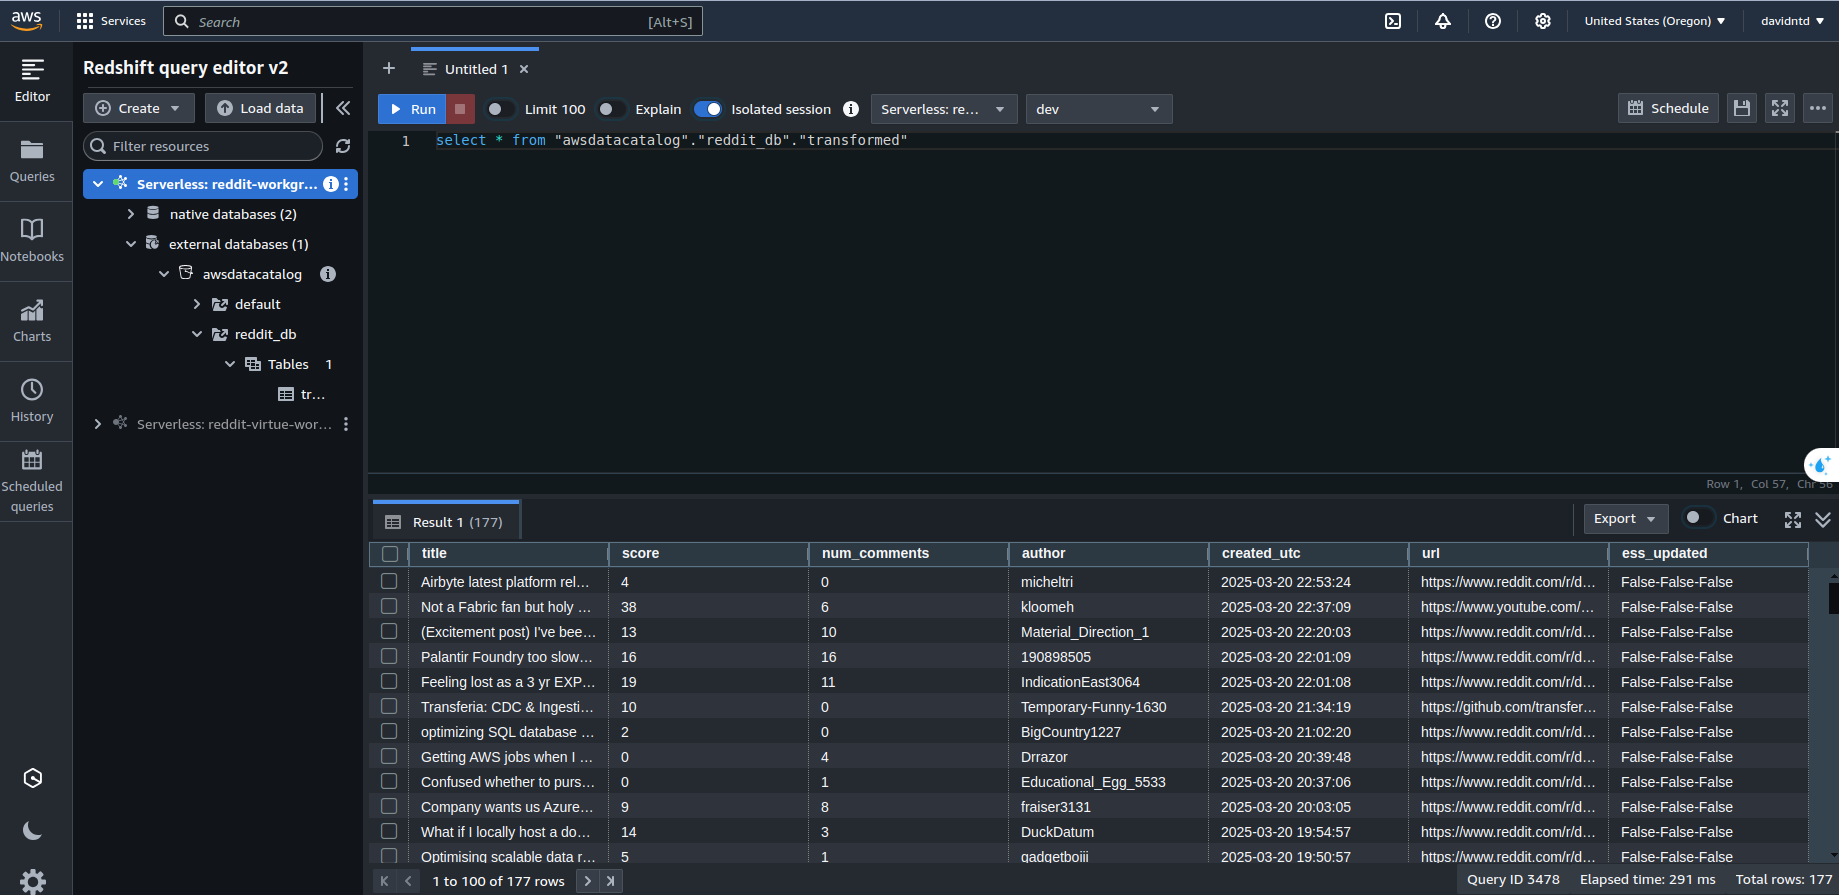 aws
Services
Search
[Alt+S]
United States (Oregon)
davidntd
Editor
Queries
Notebooks
Charts
History
Scheduled
queries
Redshift query editor v2
Create
Load data
Filter resources
Serverless: reddit-workgr...
native databases (2)
external databases (1)
awsdatacatalog
default
reddit_db
Tables 1
tr...
Serverless: reddit-virtue-wor...
Untitled 1
Run
Limit 100
Explain
Isolated session
Serverless: re...
dev
Schedule
1 select * from "awsdatacatalog"."reddit_db"."transformed"
Row 1, Col 57, Chr 56
Result 1 (177)
Export
Chart
title score num_comments author created_utc url ess_updated
Airbyte latest platform rel... 4 0 micheltri 2025-03-20 22:53:24 https://www.reddit.com/r/d... False-False-False
Not a Fabric fan but holy ... 38 6 kloomeh 2025-03-20 22:37:09 https://www.youtube.com/... False-False-False
(Excitement post) I've bee... 13 10 Material_Direction_1 2025-03-20 22:20:03 https://www.reddit.com/r/d... False-False-False
Palantir Foundry too slow... 16 16 190898505 2025-03-20 22:01:09 https://www.reddit.com/r/d... False-False-False
Feeling lost as a 3 yr EXP... 19 11 IndicationEast3064 2025-03-20 22:01:08 https://www.reddit.com/r/d... False-False-False
Transferia: CDC & Ingesti... 10 0 Temporary-Funny-1630 2025-03-20 21:34:19 https://github.com/transfer... False-False-False
optimizing SQL database ... 2 0 BigCountry1227 2025-03-20 21:02:20 https://www.reddit.com/r/d... False-False-False
Getting AWS jobs when I ... 0 4 Drrazor 2025-03-20 20:39:48 https://www.reddit.com/r/d... False-False-False
Confused whether to purs... 0 1 Educational_Egg_5533 2025-03-20 20:37:06 https://www.reddit.com/r/d... False-False-False
Company wants us Azure... 9 8 fraiser3131 2025-03-20 20:03:05 https://www.reddit.com/r/d... False-False-False
What if I locally host a do... 14 3 DuckDatum 2025-03-20 19:54:57 https://www.reddit.com/r/d... False-False-False
Optimising scalable data r... 5 1 gadgetboiii 2025-03-20 19:50:57 https://www.reddit.com/r/d... False-False-False
1 to 100 of 177 rows
Query ID 3478 Elapsed time: 291 ms Total rows: 177